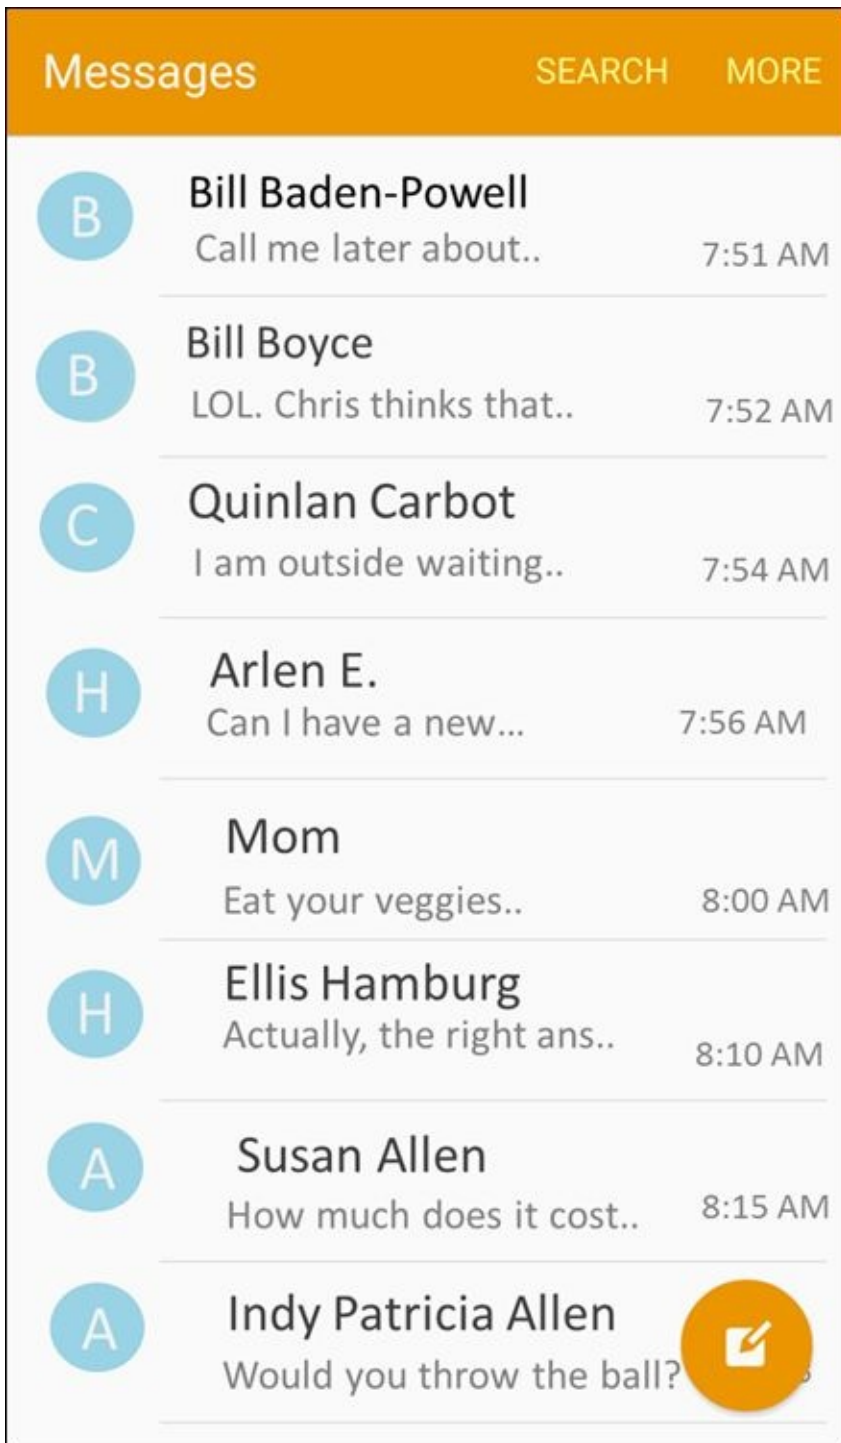 Messages SEARCH MORE
B Bill Baden-Powell
Call me later about.. 7:51 AM
B Bill Boyce
LOL. Chris thinks that.. 7:52 AM
C Quinlan Carbot
I am outside waiting.. 7:54 AM
H Arlen E.
Can I have a new... 7:56 AM
M Mom
Eat your veggies.. 8:00 AM
H Ellis Hamburg
Actually, the right ans.. 8:10 AM
A Susan Allen
How much does it cost.. 8:15 AM
A Indy Patricia Allen
Would you throw the ball?